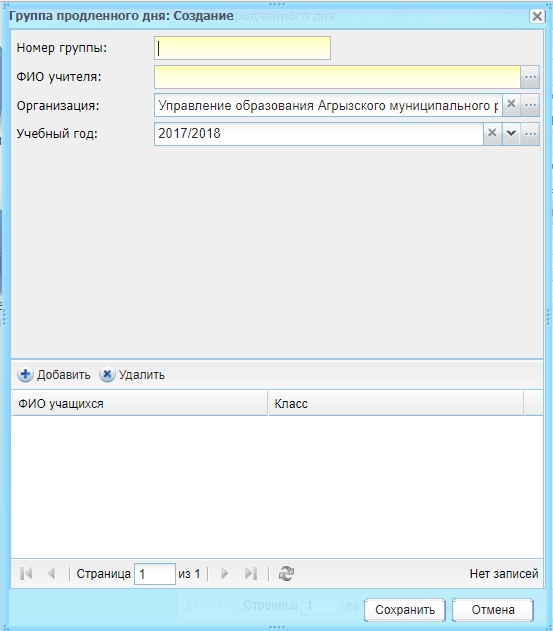 Группа продленного дня: Создание
Номер группы:
ФИО учителя:
Организация: Управление образования Агрызского муниципального р
Учебный год: 2017/2018
Добавить Удалить
ФИО учащихся Класс
Страница 1 из 1 Нет записей
Сохранить Отмена